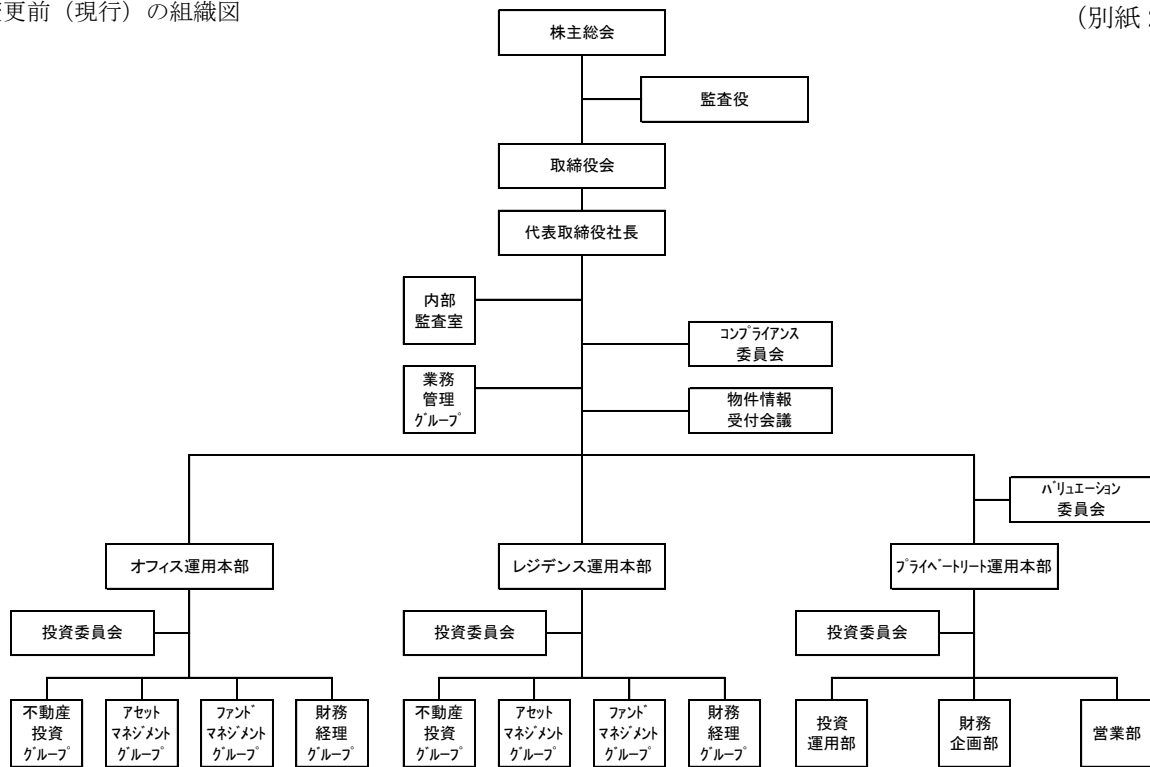 変更前（現行）の組織図
（別紙
株主総会
監査役
取締役会
代表取締役社長
内部
監査室
ｺﾝﾌﾟﾗｲｱﾝｽ
委員会
業務
管理
ｸﾞﾙｰﾌﾟ
物件情報
受付会議
ﾊﾞﾘｭｴｰｼｮﾝ
委員会
オフィス運用本部
レジデンス運用本部
ﾌﾟﾗｲﾍﾞｰﾄリート運用本部
投資委員会
投資委員会
投資委員会
不動産
投資
ｸﾞﾙｰﾌﾟ
ｱｾｯﾄ
ﾏﾈｼﾞﾒﾝﾄ
ｸﾞﾙｰﾌﾟ
ﾌｧﾝﾄﾞ
ﾏﾈｼﾞﾒﾝﾄ
ｸﾞﾙｰﾌﾟ
財務
経理
ｸﾞﾙｰﾌﾟ
不動産
投資
ｸﾞﾙｰﾌﾟ
ｱｾｯﾄ
ﾏﾈｼﾞﾒﾝﾄ
ｸﾞﾙｰﾌﾟ
ﾌｧﾝﾄﾞ
ﾏﾈｼﾞﾒﾝﾄ
ｸﾞﾙｰﾌﾟ
財務
経理
ｸﾞﾙｰﾌﾟ
投資
運用部
財務
企画部
営業部